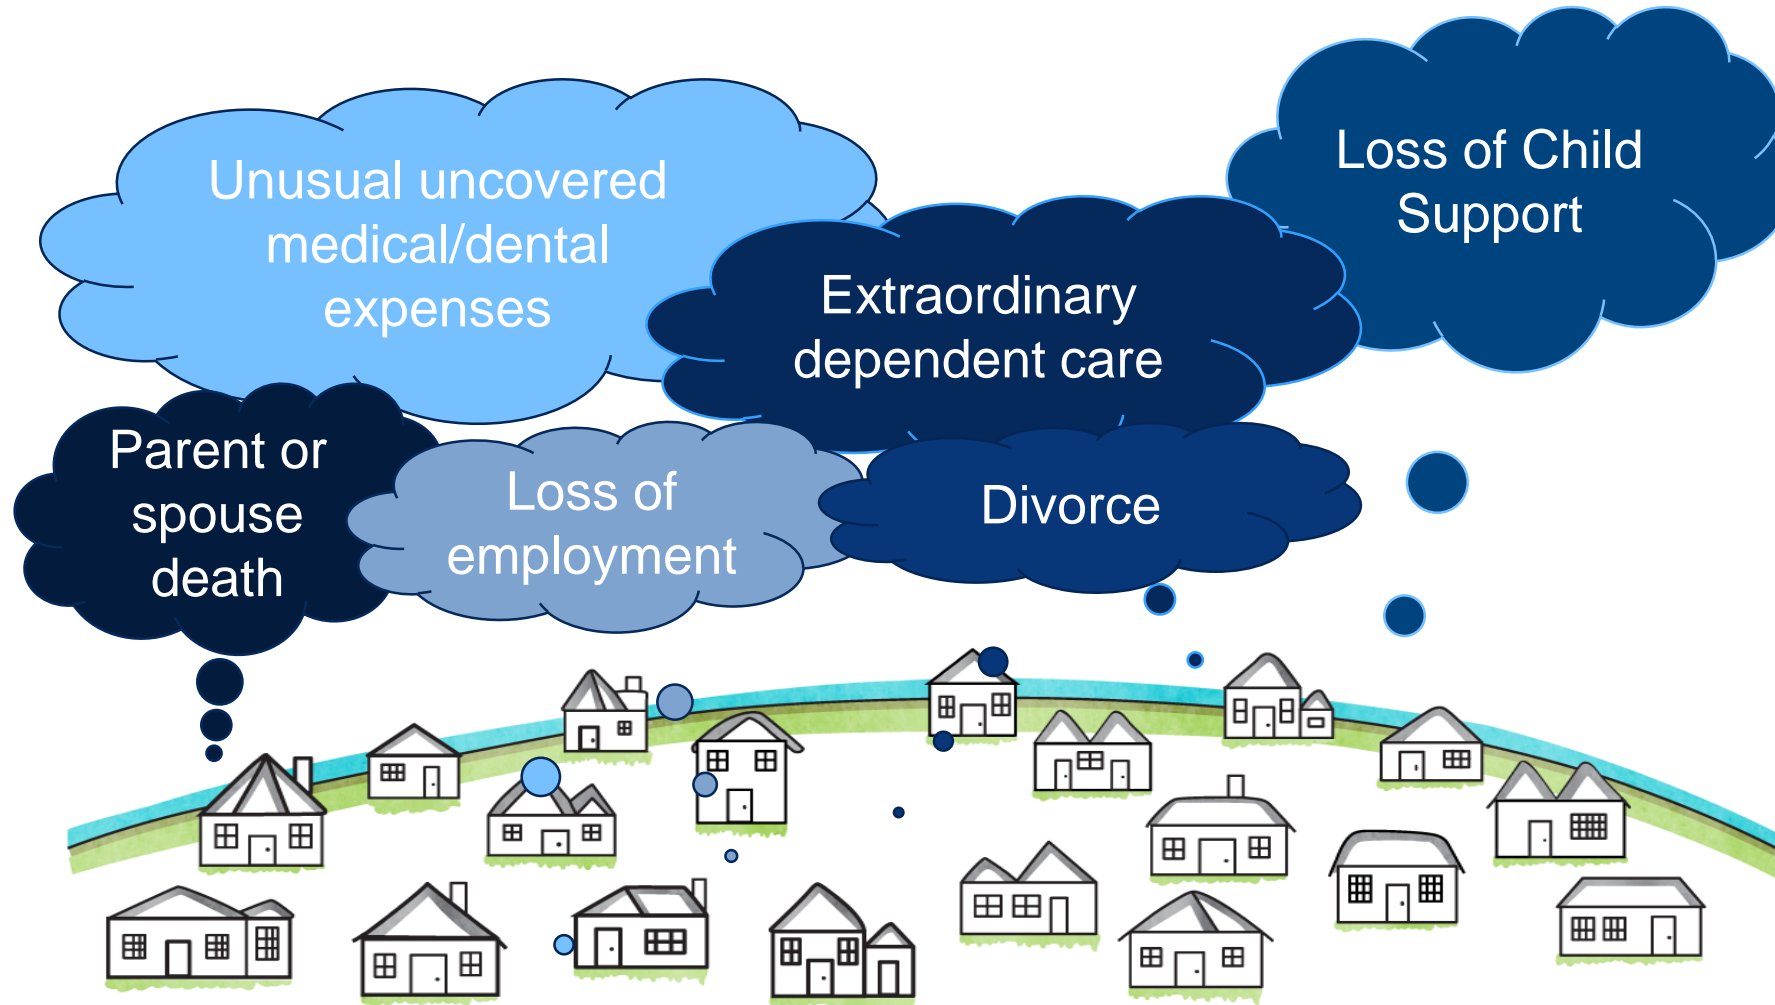 Unusual uncovered
medical/dental
expenses
Loss of Child
Support
Extraordinary
dependent care
Parent or
spouse
death
Loss of
employment
Divorce